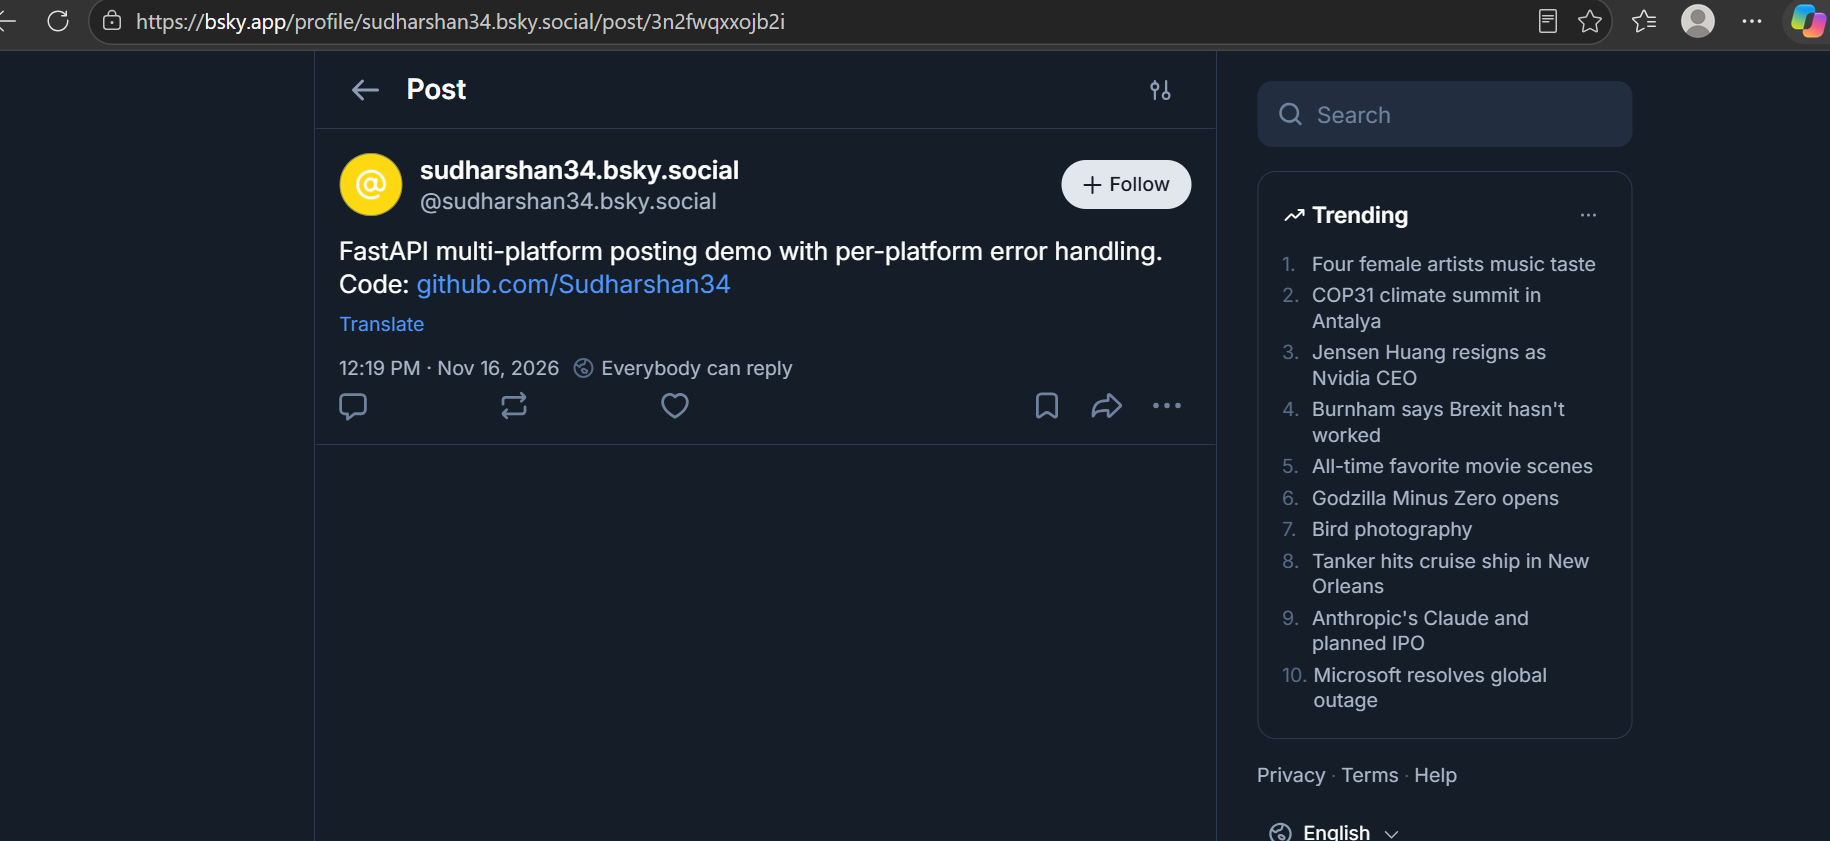 https://bsky.app/profile/sudharshan34.bsky.social/post/3n2fwqxxojb2i
Post
@
sudharshan34.bsky.social
@sudharshan34.bsky.social
Follow
FastAPI multi-platform posting demo with per-platform error handling.
Code: github.com/Sudharshan34
Translate
12:19 PM · Nov 16, 2026 Everybody can reply
Search
Trending
1. Four female artists music taste
2. COP31 climate summit in
Antalya
3. Jensen Huang resigns as
Nvidia CEO
4. Burnham says Brexit hasn't
worked
5. All-time favorite movie scenes
6. Godzilla Minus Zero opens
7. Bird photography
8. Tanker hits cruise ship in New
Orleans
9. Anthropic's Claude and
planned IPO
10. Microsoft resolves global
outage
Privacy · Terms · Help
English